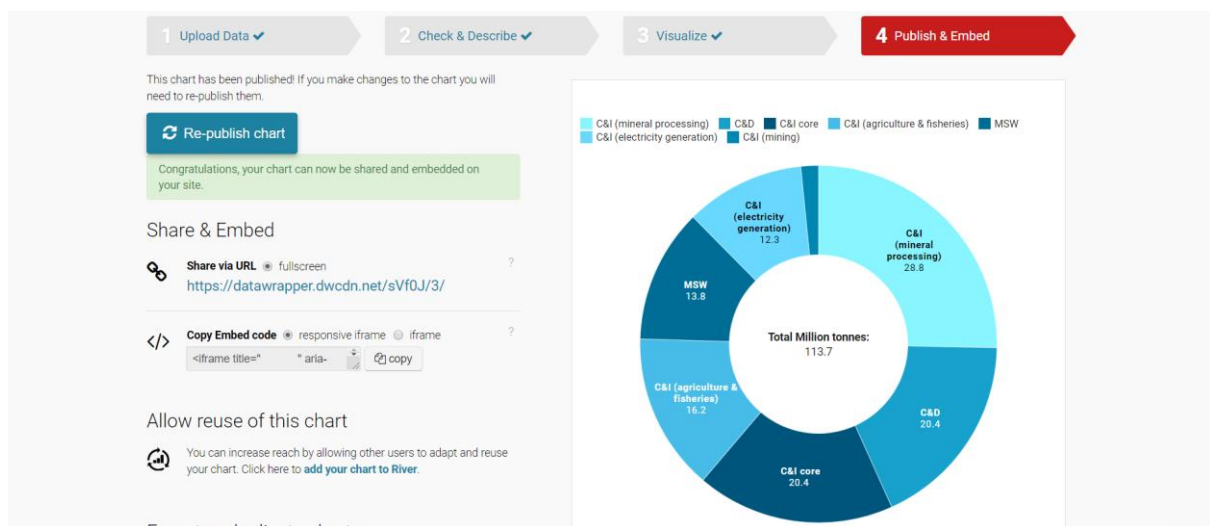 1 Upload Data
2 Check & Describe
3 Visualize
4 Publish & Embed
This chart has been published! If you make changes to the chart you will
need to re-publish them.
Re-publish chart
Congratulations, your chart can now be shared and embedded on
your site.
Share & Embed
Share via URL fullscreen ?
https://datawrapper.dwcdn.net/sVf0J/3/
</> Copy Embed code responsive iframe iframe ?
<iframe title=" " aria- copy
Allow reuse of this chart
You can increase reach by allowing other users to adapt and reuse
your chart. Click here to add your chart to River.
C&I (mineral processing) C&D C&I core C&I (agriculture & fisheries) MSW
C&I (electricity generation) C&I (mining)
C&I
(electricity
generation)
12.3
C&I
(mineral
processing)
28.8
MSW
13.8
Total Million tonnes:
113.7
C&I (agriculture &
fisheries)
16.2
C&D
20.4
C&I core
20.4